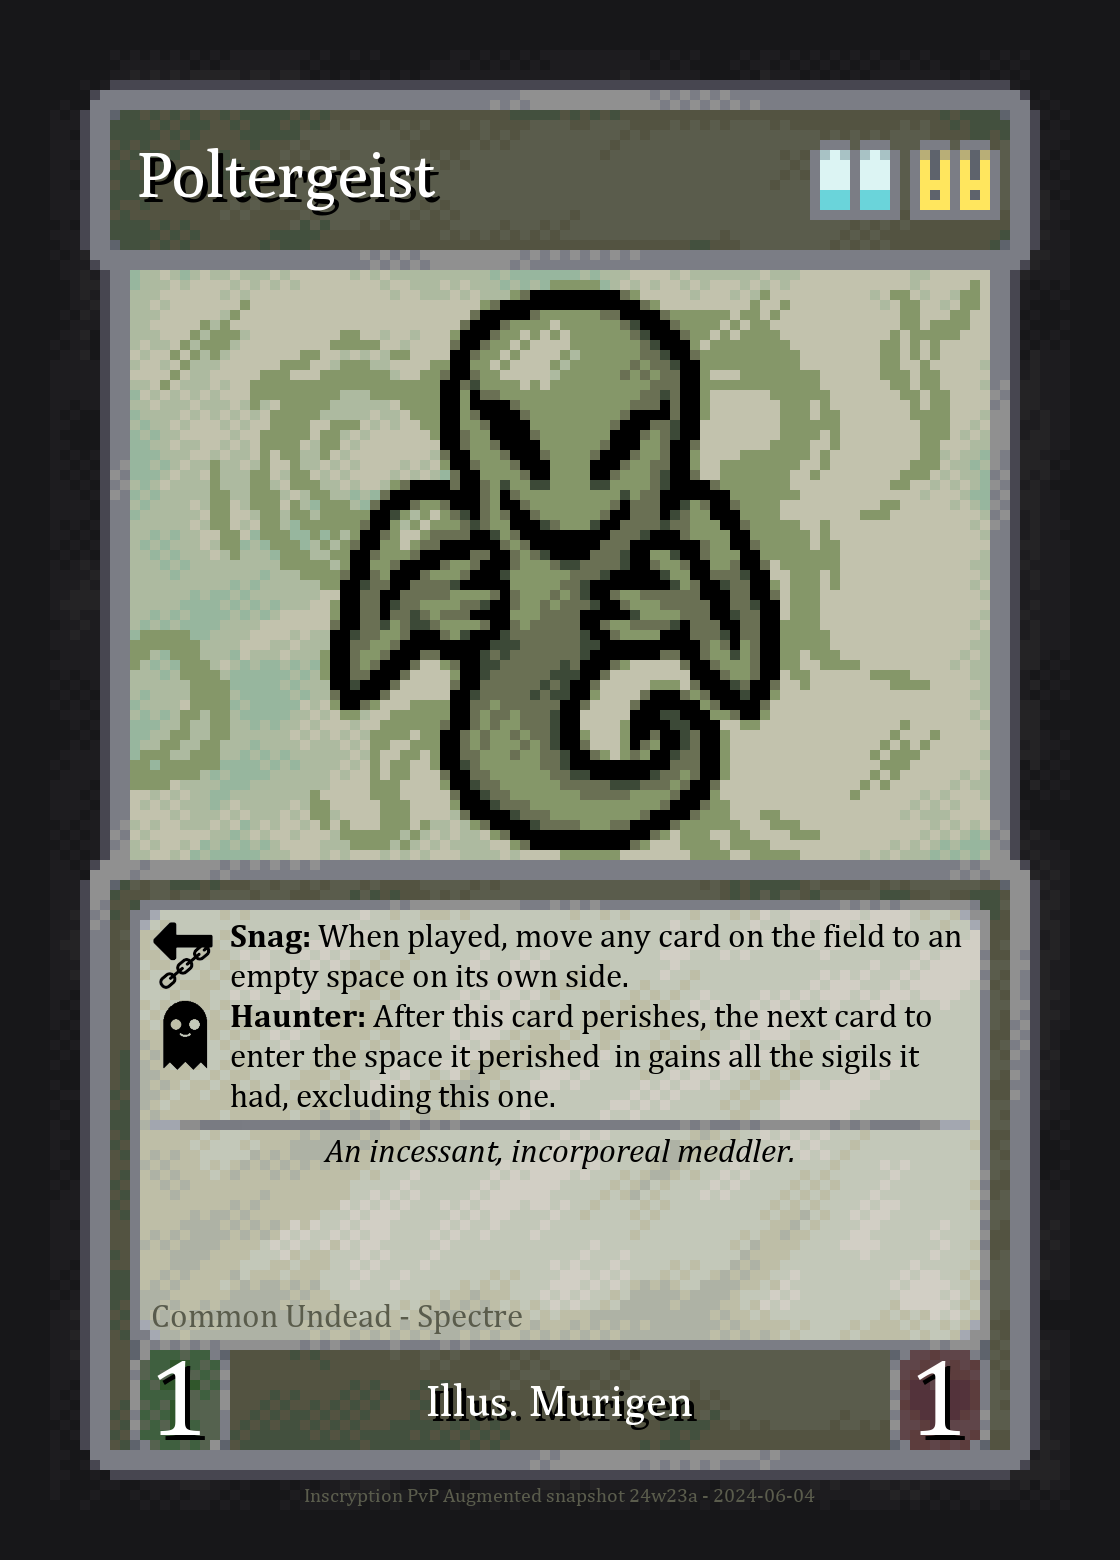 Poltergeist
Snag: When played, move any card on the field to an
empty space on its own side.
Haunter: After this card perishes, the next card to
enter the space it perished  in gains all the sigils it
had, excluding this one.
An incessant, incorporeal meddler.
Common Undead - Spectre
1
Illus. Murigen
1
Inscryption PvP Augmented snapshot 24w23a - 2024-06-04